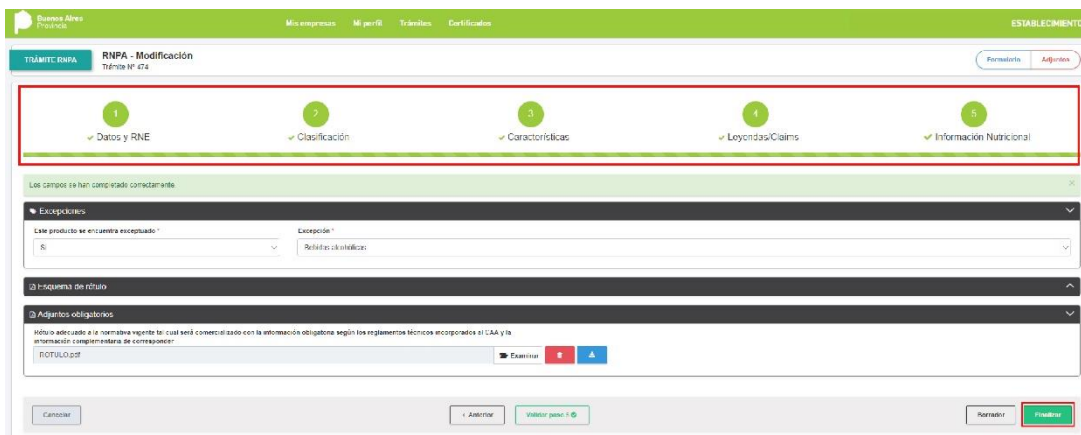 Buenos Aires
Provincia
Mis empresas Mi perfil Trámites Certificados
ESTABLECIMIENTO
TRÁMITE RNPA
RNPA - Modificación
Trámite N° 474
Formulario Adjuntos
1 2 3 4 5
Datos y RNE Clasificación Características Leyendas/Claims Información Nutricional
Los campos se han completado correctamente
Excepciones
Este producto se encuentra exceptuado * Excepción *
Si Bebidas alcohólicas
Esquema de rótulo
Adjuntos obligatorios
Rótulo adecuado a la normativa vigente tal cual será comercializado con la información obligatoria según los reglamentos técnicos incorporados al CAA y la
información complementaria de corresponder
ROTULO.pdf Examinar
Cancelar < Anterior Validar paso 5 Borrador Finalizar